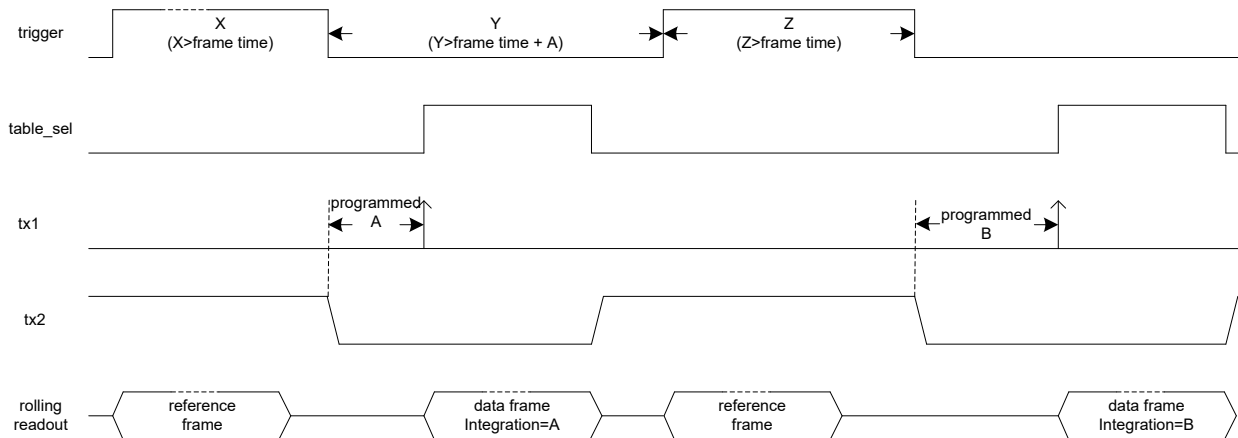 trigger
X
(X>frame time)
Y
(Y>frame time + A)
Z
(Z>frame time)
table_sel
tx1
programmed
A
programmed
B
tx2
rolling
readout
reference
frame
data frame
Integration=A
reference
frame
data frame
Integration=B